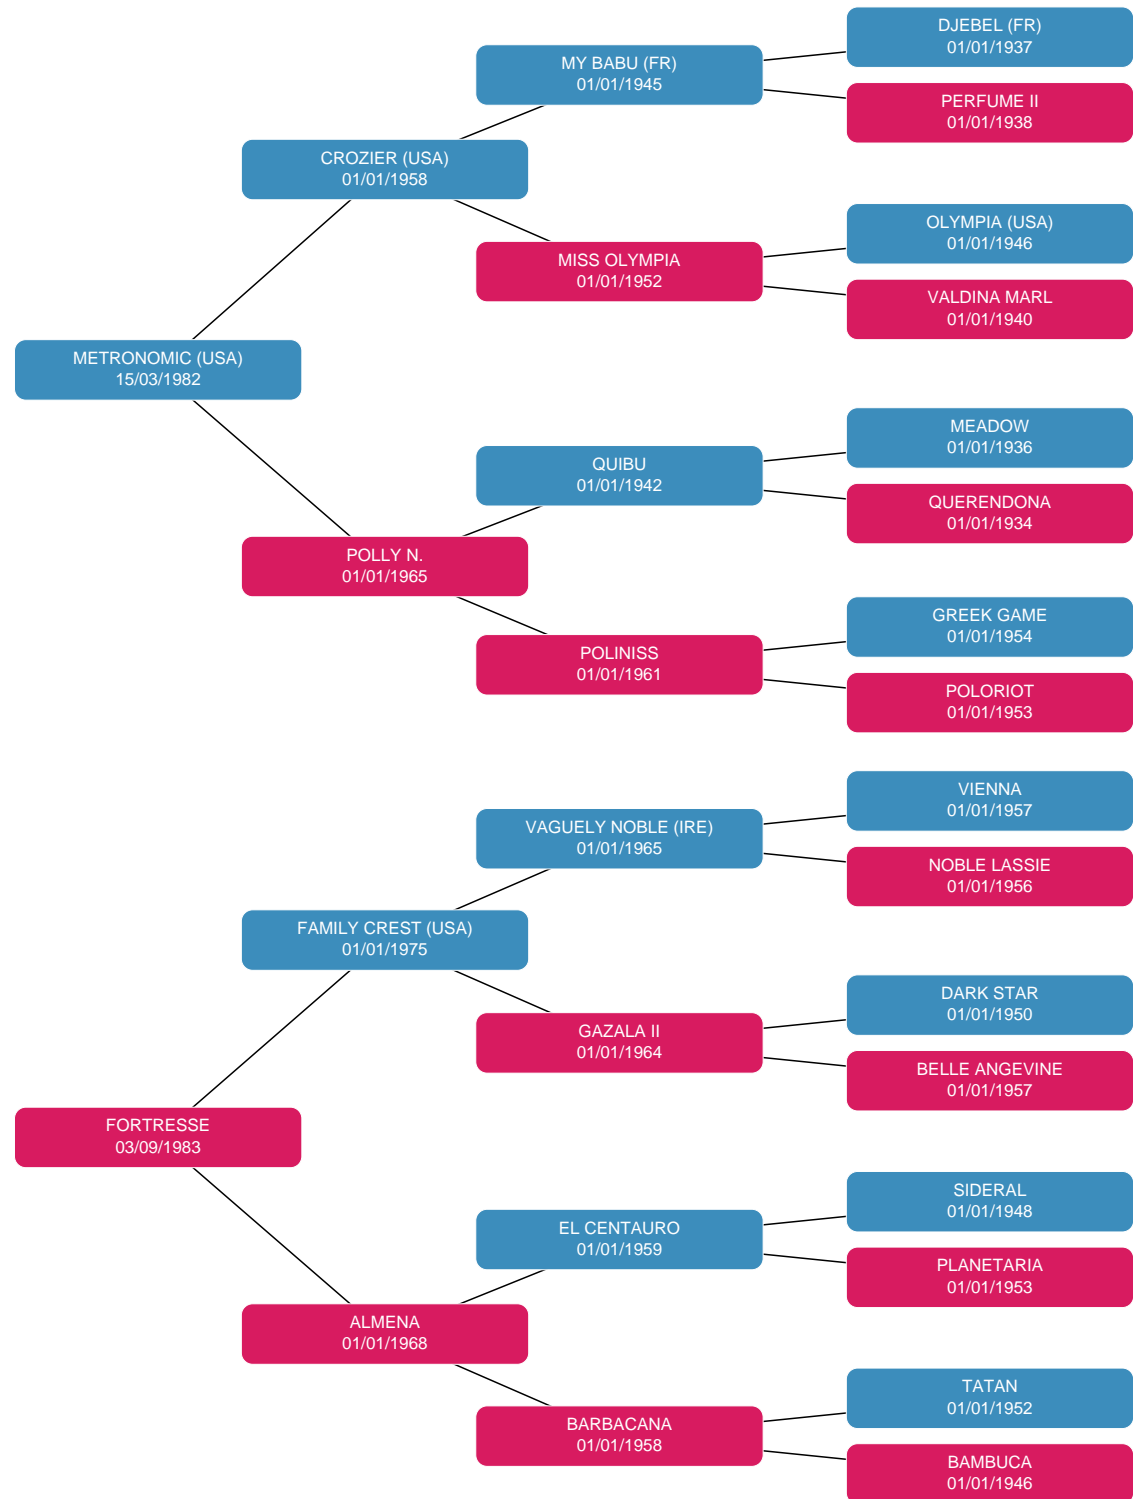 DJEBEL (FR)
01/01/1937
MY BABU (FR)
01/01/1945
PERFUME II
01/01/1938
CROZIER (USA)
01/01/1958
OLYMPIA (USA)
01/01/1946
MISS OLYMPIA
01/01/1952
VALDINA MARL
01/01/1940
METRONOMIC (USA)
15/03/1982
MEADOW
01/01/1936
QUIBU
01/01/1942
QUERENDONA
01/01/1934
POLLY N.
01/01/1965
GREEK GAME
01/01/1954
POLINISS
01/01/1961
POLORIOT
01/01/1953
VIENNA
01/01/1957
VAGUELY NOBLE (IRE)
01/01/1965
NOBLE LASSIE
01/01/1956
FAMILY CREST (USA)
01/01/1975
DARK STAR
01/01/1950
GAZALA II
01/01/1964
BELLE ANGEVINE
01/01/1957
FORTRESSE
03/09/1983
SIDERAL
01/01/1948
EL CENTAURO
01/01/1959
PLANETARIA
01/01/1953
ALMENA
01/01/1968
TATAN
01/01/1952
BARBACANA
01/01/1958
BAMBUCA
01/01/1946